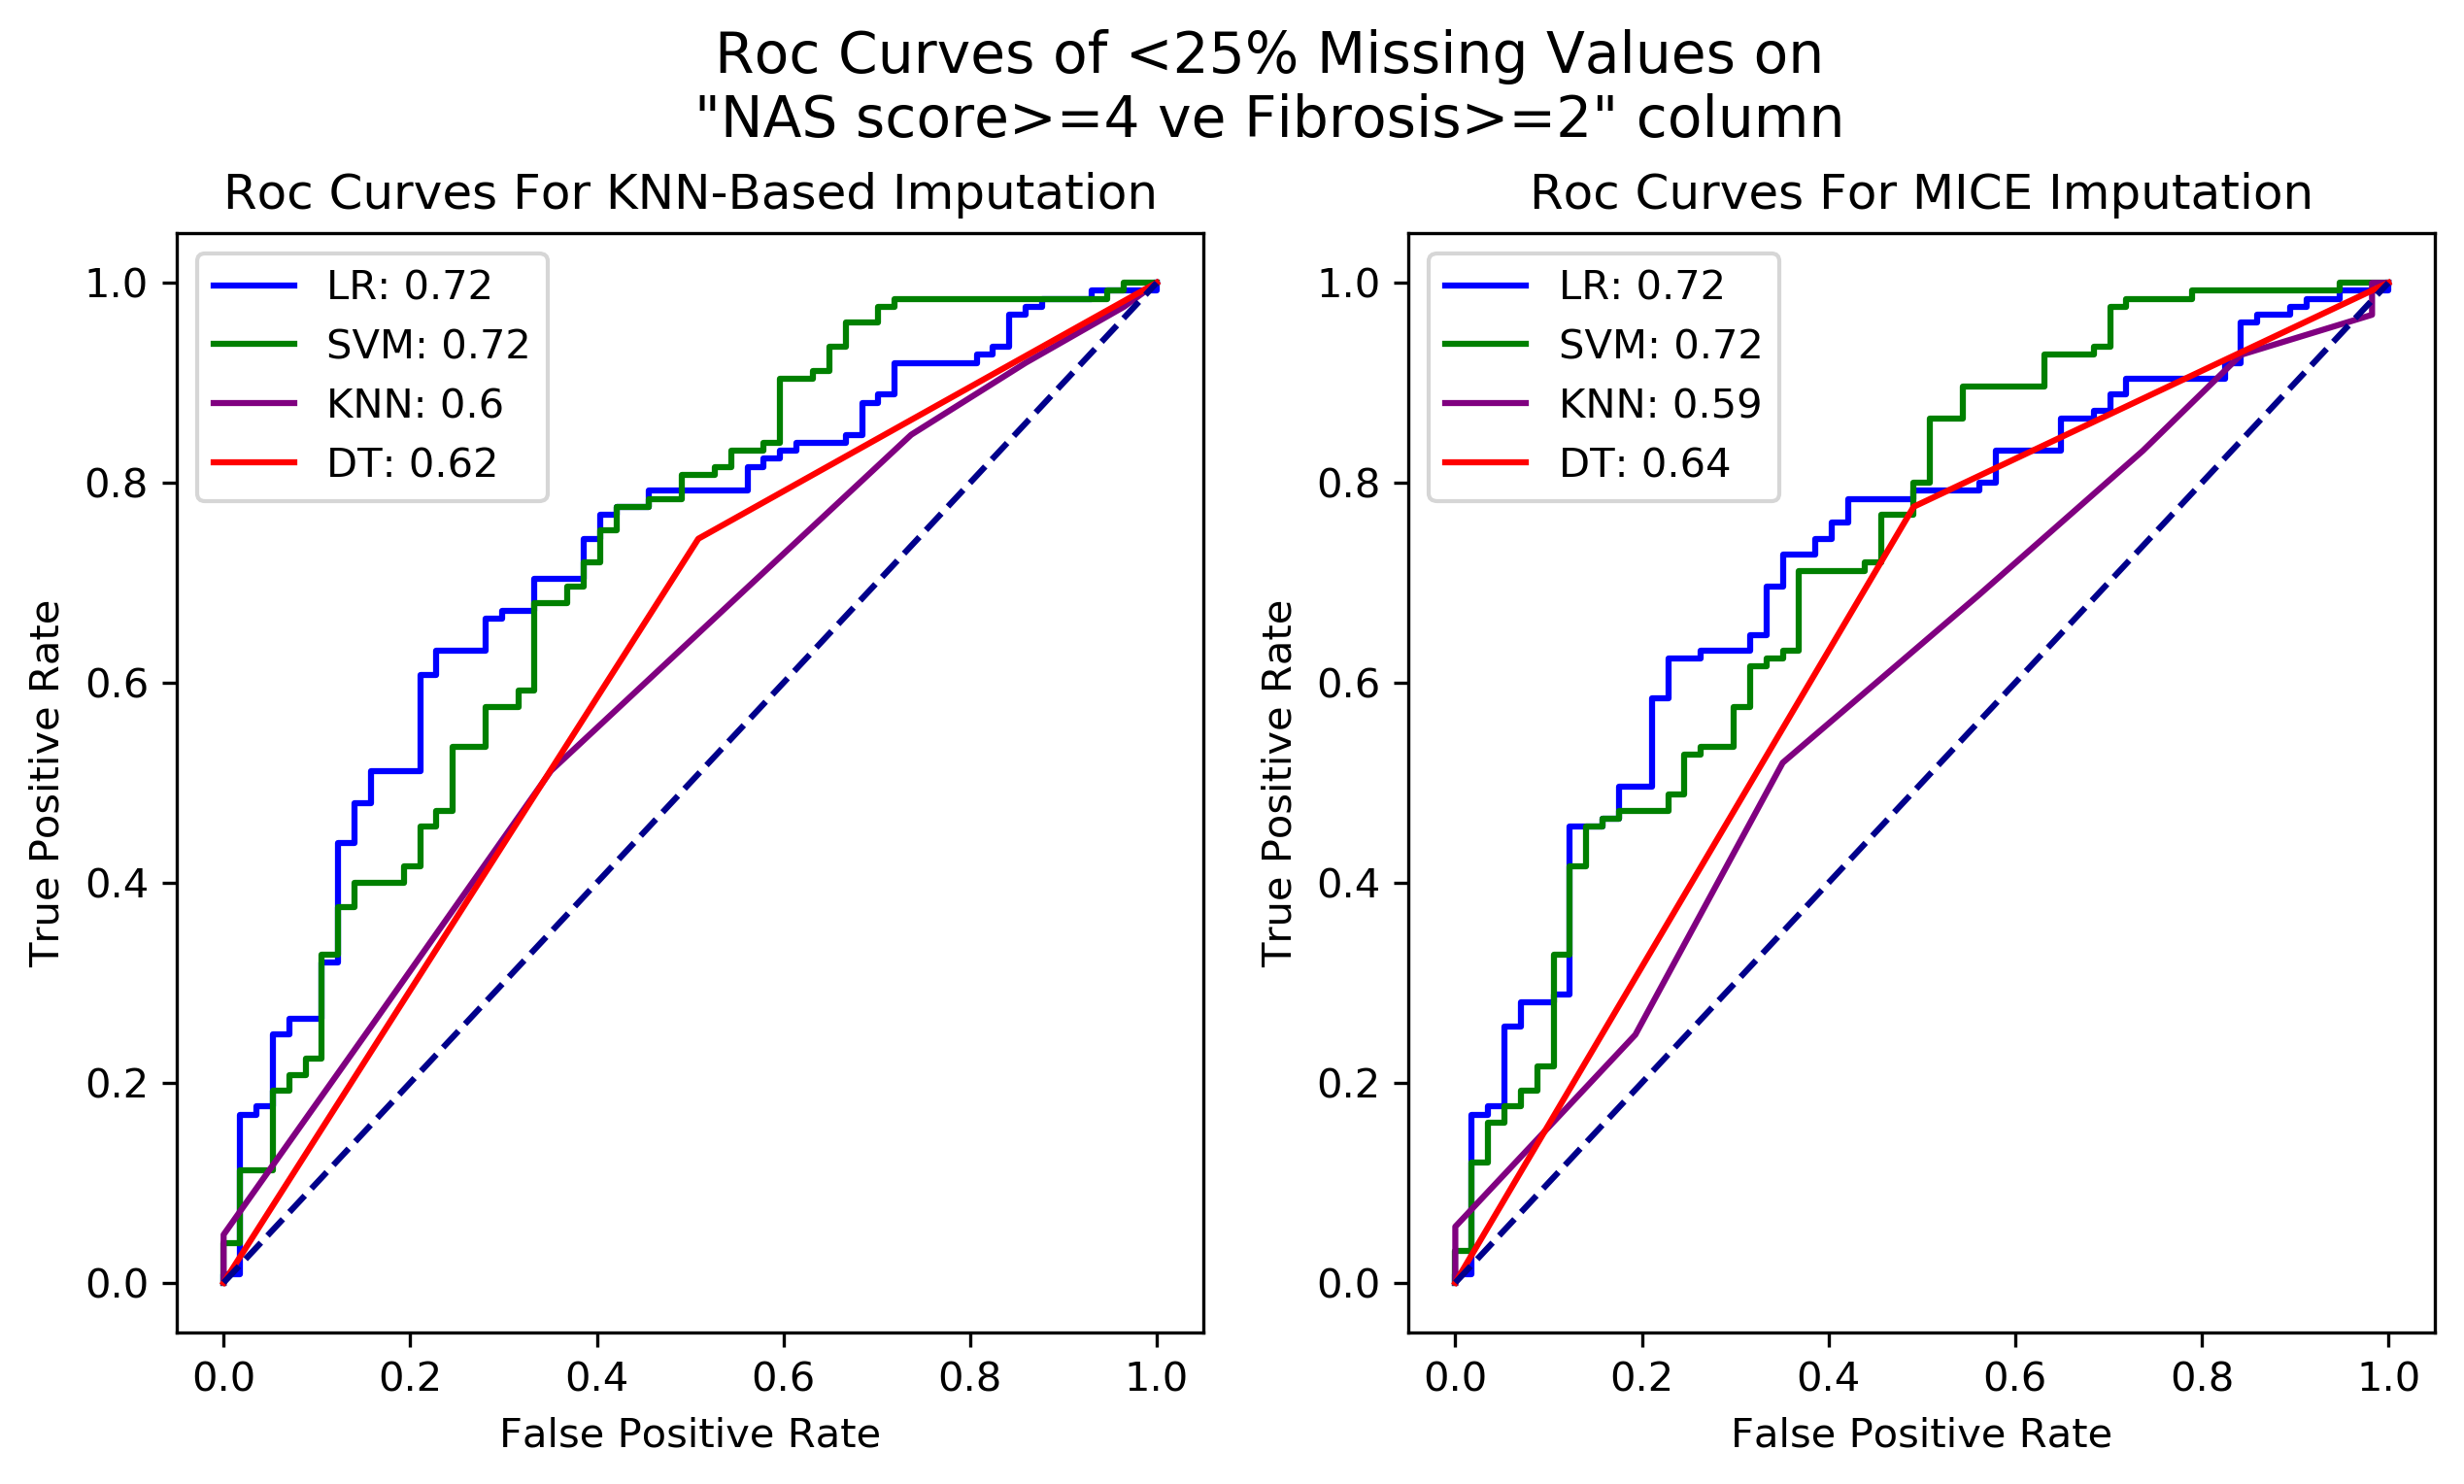 Roc Curves of <25% Missing Values on
"NAS score>=4 ve Fibrosis>=2" column
Roc Curves For KNN-Based Imputation
LR: 0.72
SVM: 0.72
KNN: 0.6
DT: 0.62
1.0
0.8
0.6
0.4
0.2
0.0
True Positive Rate
0.0 0.2 0.4 0.6 0.8 1.0
False Positive Rate
Roc Curves For MICE Imputation
LR: 0.72
SVM: 0.72
KNN: 0.59
DT: 0.64
1.0
0.8
0.6
0.4
0.2
0.0
True Positive Rate
0.0 0.2 0.4 0.6 0.8 1.0
False Positive Rate